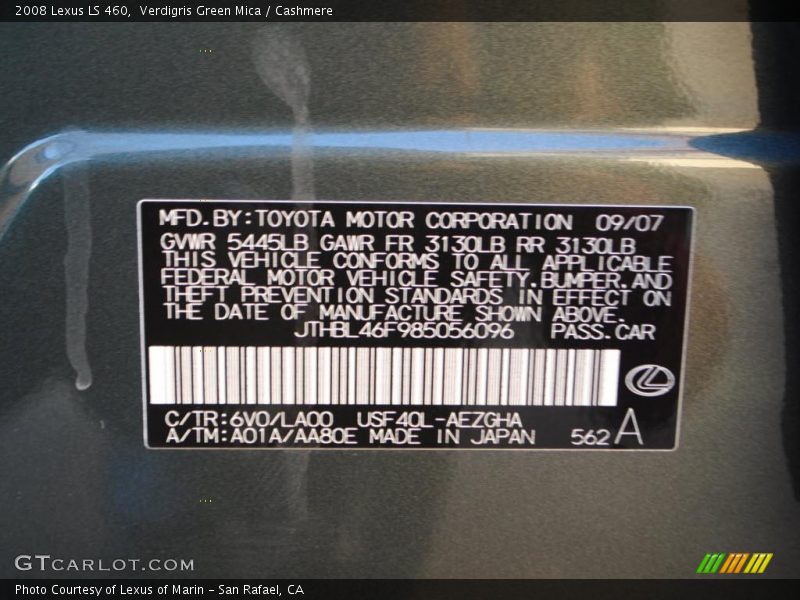 2008 Lexus LS 460,  Verdigris Green Mica / Cashmere
MFD.BY:TOYOTA MOTOR CORPORATION 09/07
GVWR 5445LB GAWR FR 3130LB RR 3130LB
THIS VEHICLE CONFORMS TO ALL APPLICABLE
FEDERAL MOTOR VEHICLE SAFETY.BUMPER.AND
THEFT PREVENTION STANDARDS IN EFFECT ON
THE DATE OF MANUFACTURE SHOWN ABOVE.
JTHBL46F985056096 PASS.CAR
C/TR:6V0/LA00 USF40L-AEZGHA
A/TM:A01A/AA80E MADE IN JAPAN 562 A
GTCARLOT.COM
Photo Courtesy of Lexus of Marin - San Rafael, CA